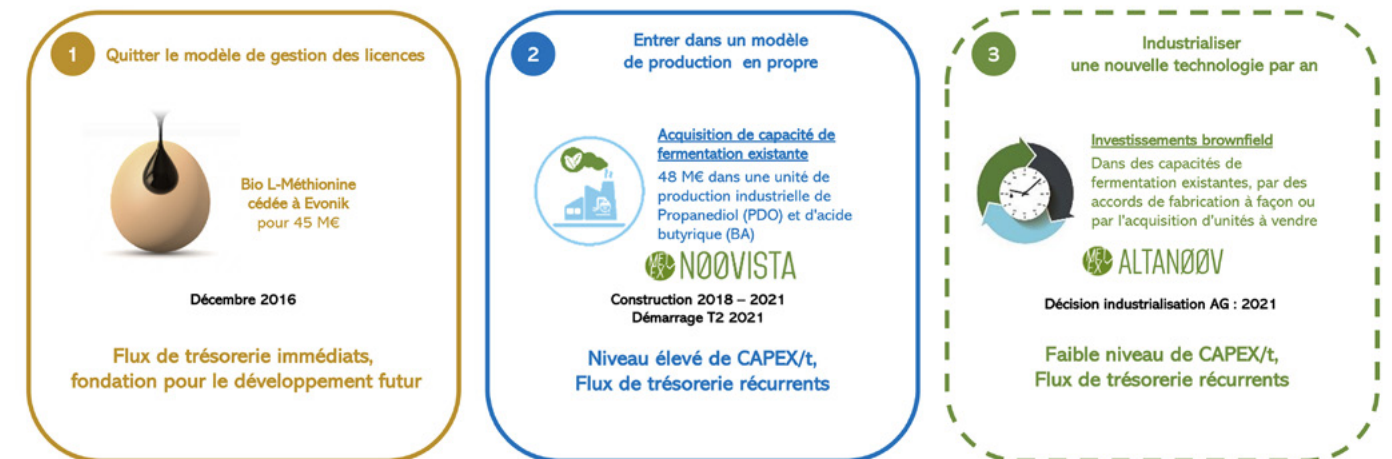 1
Quitter le modèle de gestion des licences
Bio L-Méthionine
cédée à Evonik
pour 45 M€
Décembre 2016
Flux de trésorerie immédiats,
fondation pour le développement futur
2
Entrer dans un modèle
de production en propre
Acquisition de capacité de
fermentation existante
48 M€ dans une unité de
production industrielle de
Propanediol (PDO) et d'acide
butyrique (BA)
METEX NØØVISTA
Construction 2018 – 2021
Démarrage T2 2021
Niveau élevé de CAPEX/t,
Flux de trésorerie récurrents
3
Industrialiser
une nouvelle technologie par an
Investissements brownfield
Dans des capacités de
fermentation existantes, par des
accords de fabrication à façon ou
par l'acquisition d'unités à vendre
METEX ALTANØØV
Décision industrialisation AG : 2021
Faible niveau de CAPEX/t,
Flux de trésorerie récurrents